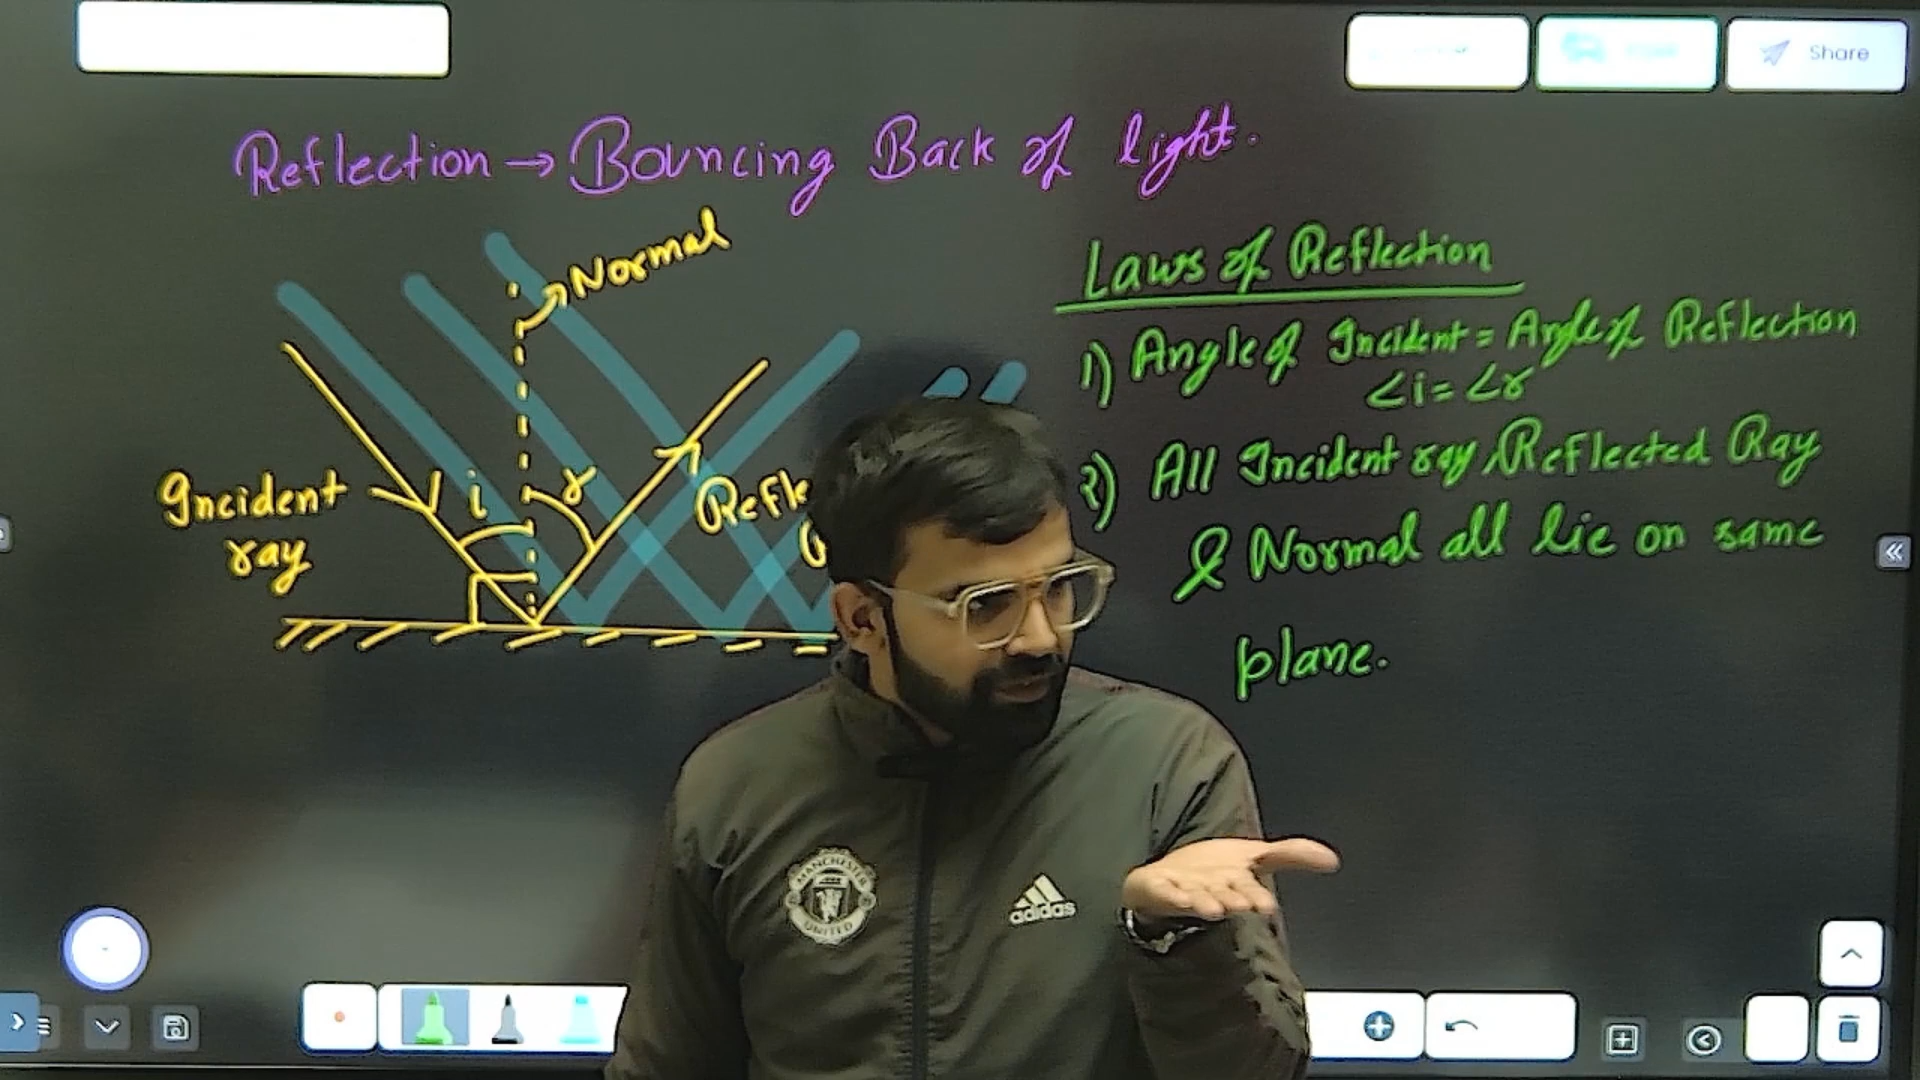 Share
Reflection → Bouncing Back of light.
Normal
Laws of Reflection
1) Angle of Incident = Angle of Reflection
∠i = ∠r
2) All Incident ray, Reflected Ray
& Normal all lie on same
plane.
i
r
Incident
ray
Refle
MANCHESTER
UNITED
adidas